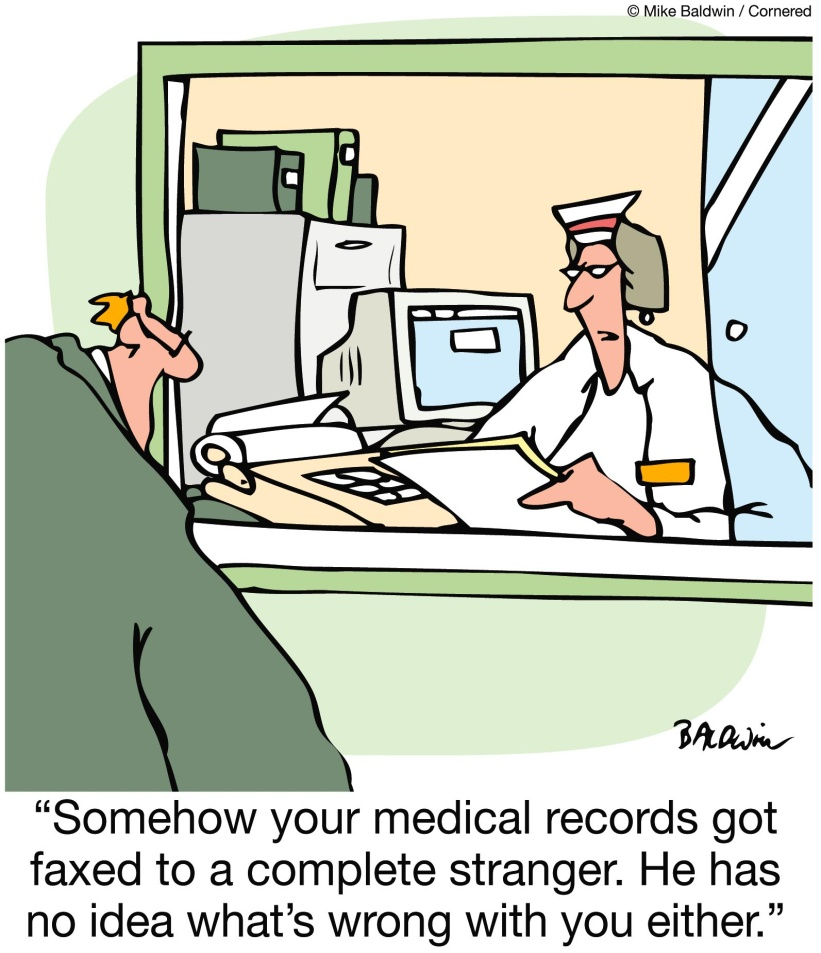 © Mike Baldwin / Cornered
BALDWin
“Somehow your medical records got
faxed to a complete stranger. He has
no idea what’s wrong with you either.”